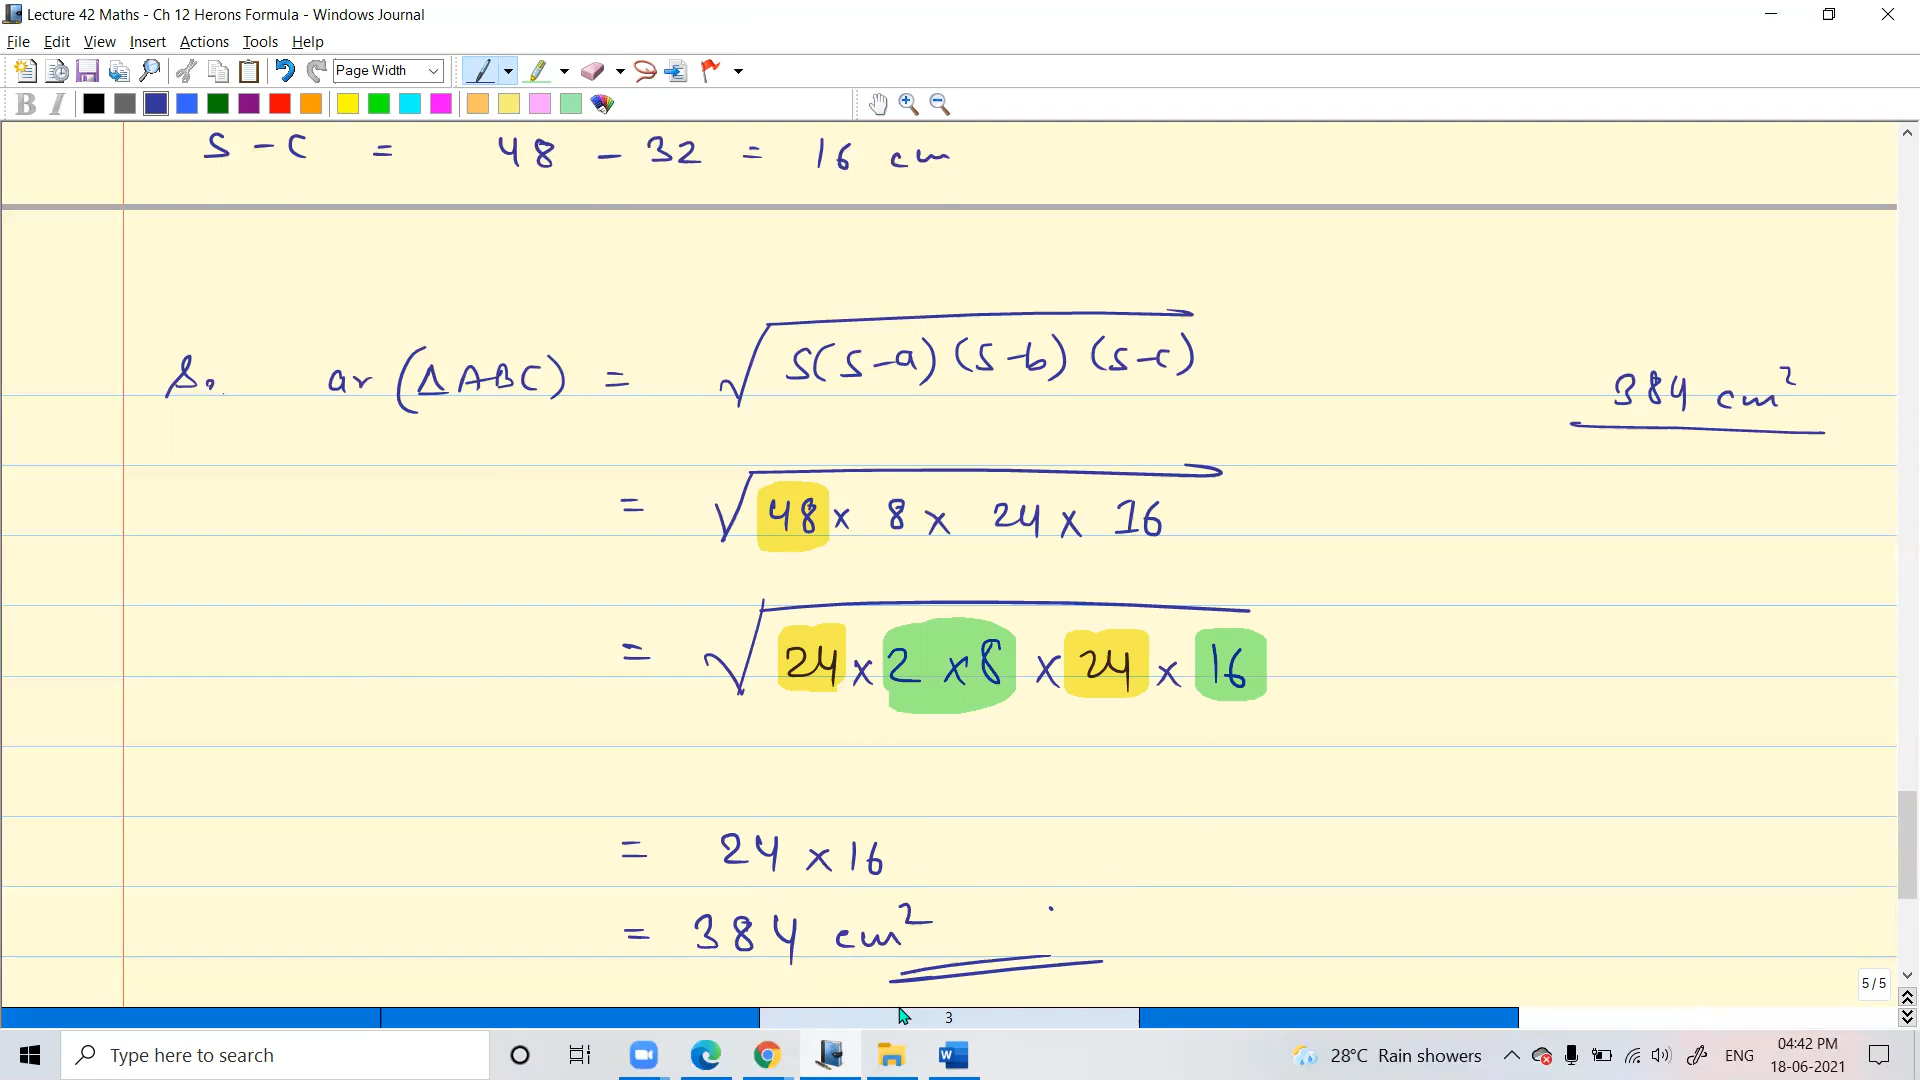 Lecture 42 Maths - Ch 12 Herons Formula - Windows Journal
File Edit View Insert Actions Tools Help
Page Width
B I
S - C = 48 - 32 = 16 cm
So ar (△ ABC) = √S(S-a)(S-b)(S-c)
384 cm²
= √48 × 8 × 24 × 16
= √24 × 2 × 8 × 24 × 16
= 24 × 16
= 384 cm²
5 / 5
3
Type here to search
28°C Rain showers
ENG
04:42 PM
18-06-2021